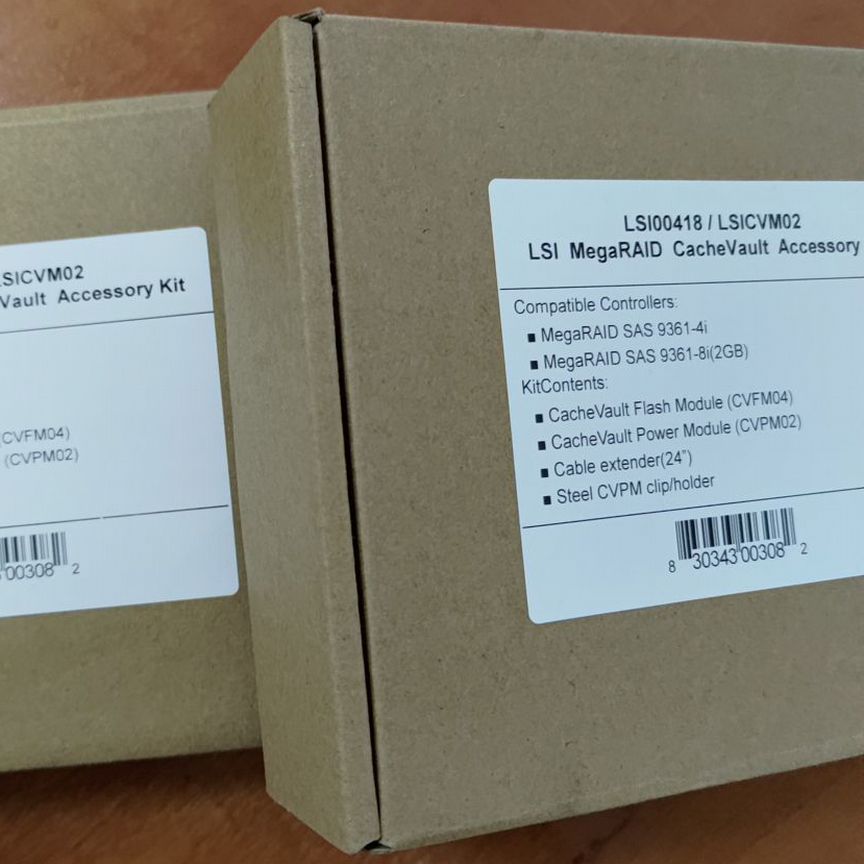 LSICVM02
Vault Accessory Kit
(CVFM04)
(CVPM02)
00308 2
LSI00418 / LSICVM02
LSI MegaRAID CacheVault Accessory
Compatible Controllers:
■ MegaRAID SAS 9361-4i
■ MegaRAID SAS 9361-8i(2GB)
KitContents:
■ CacheVault Flash Module (CVFM04)
■ CacheVault Power Module (CVPM02)
■ Cable extender(24")
■ Steel CVPM clip/holder
8 30343 00308 2